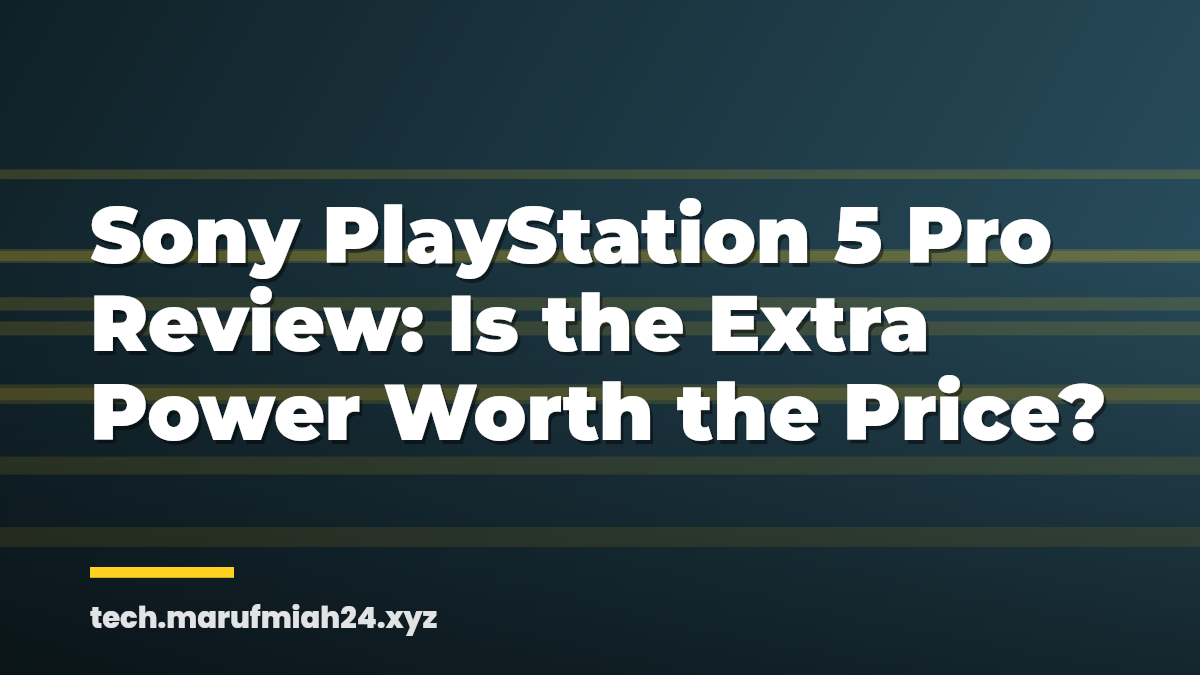 Sony PlayStation 5 Pro
Review: Is the Extra
Power Worth the Price?
tech.marufmiah24.xyz